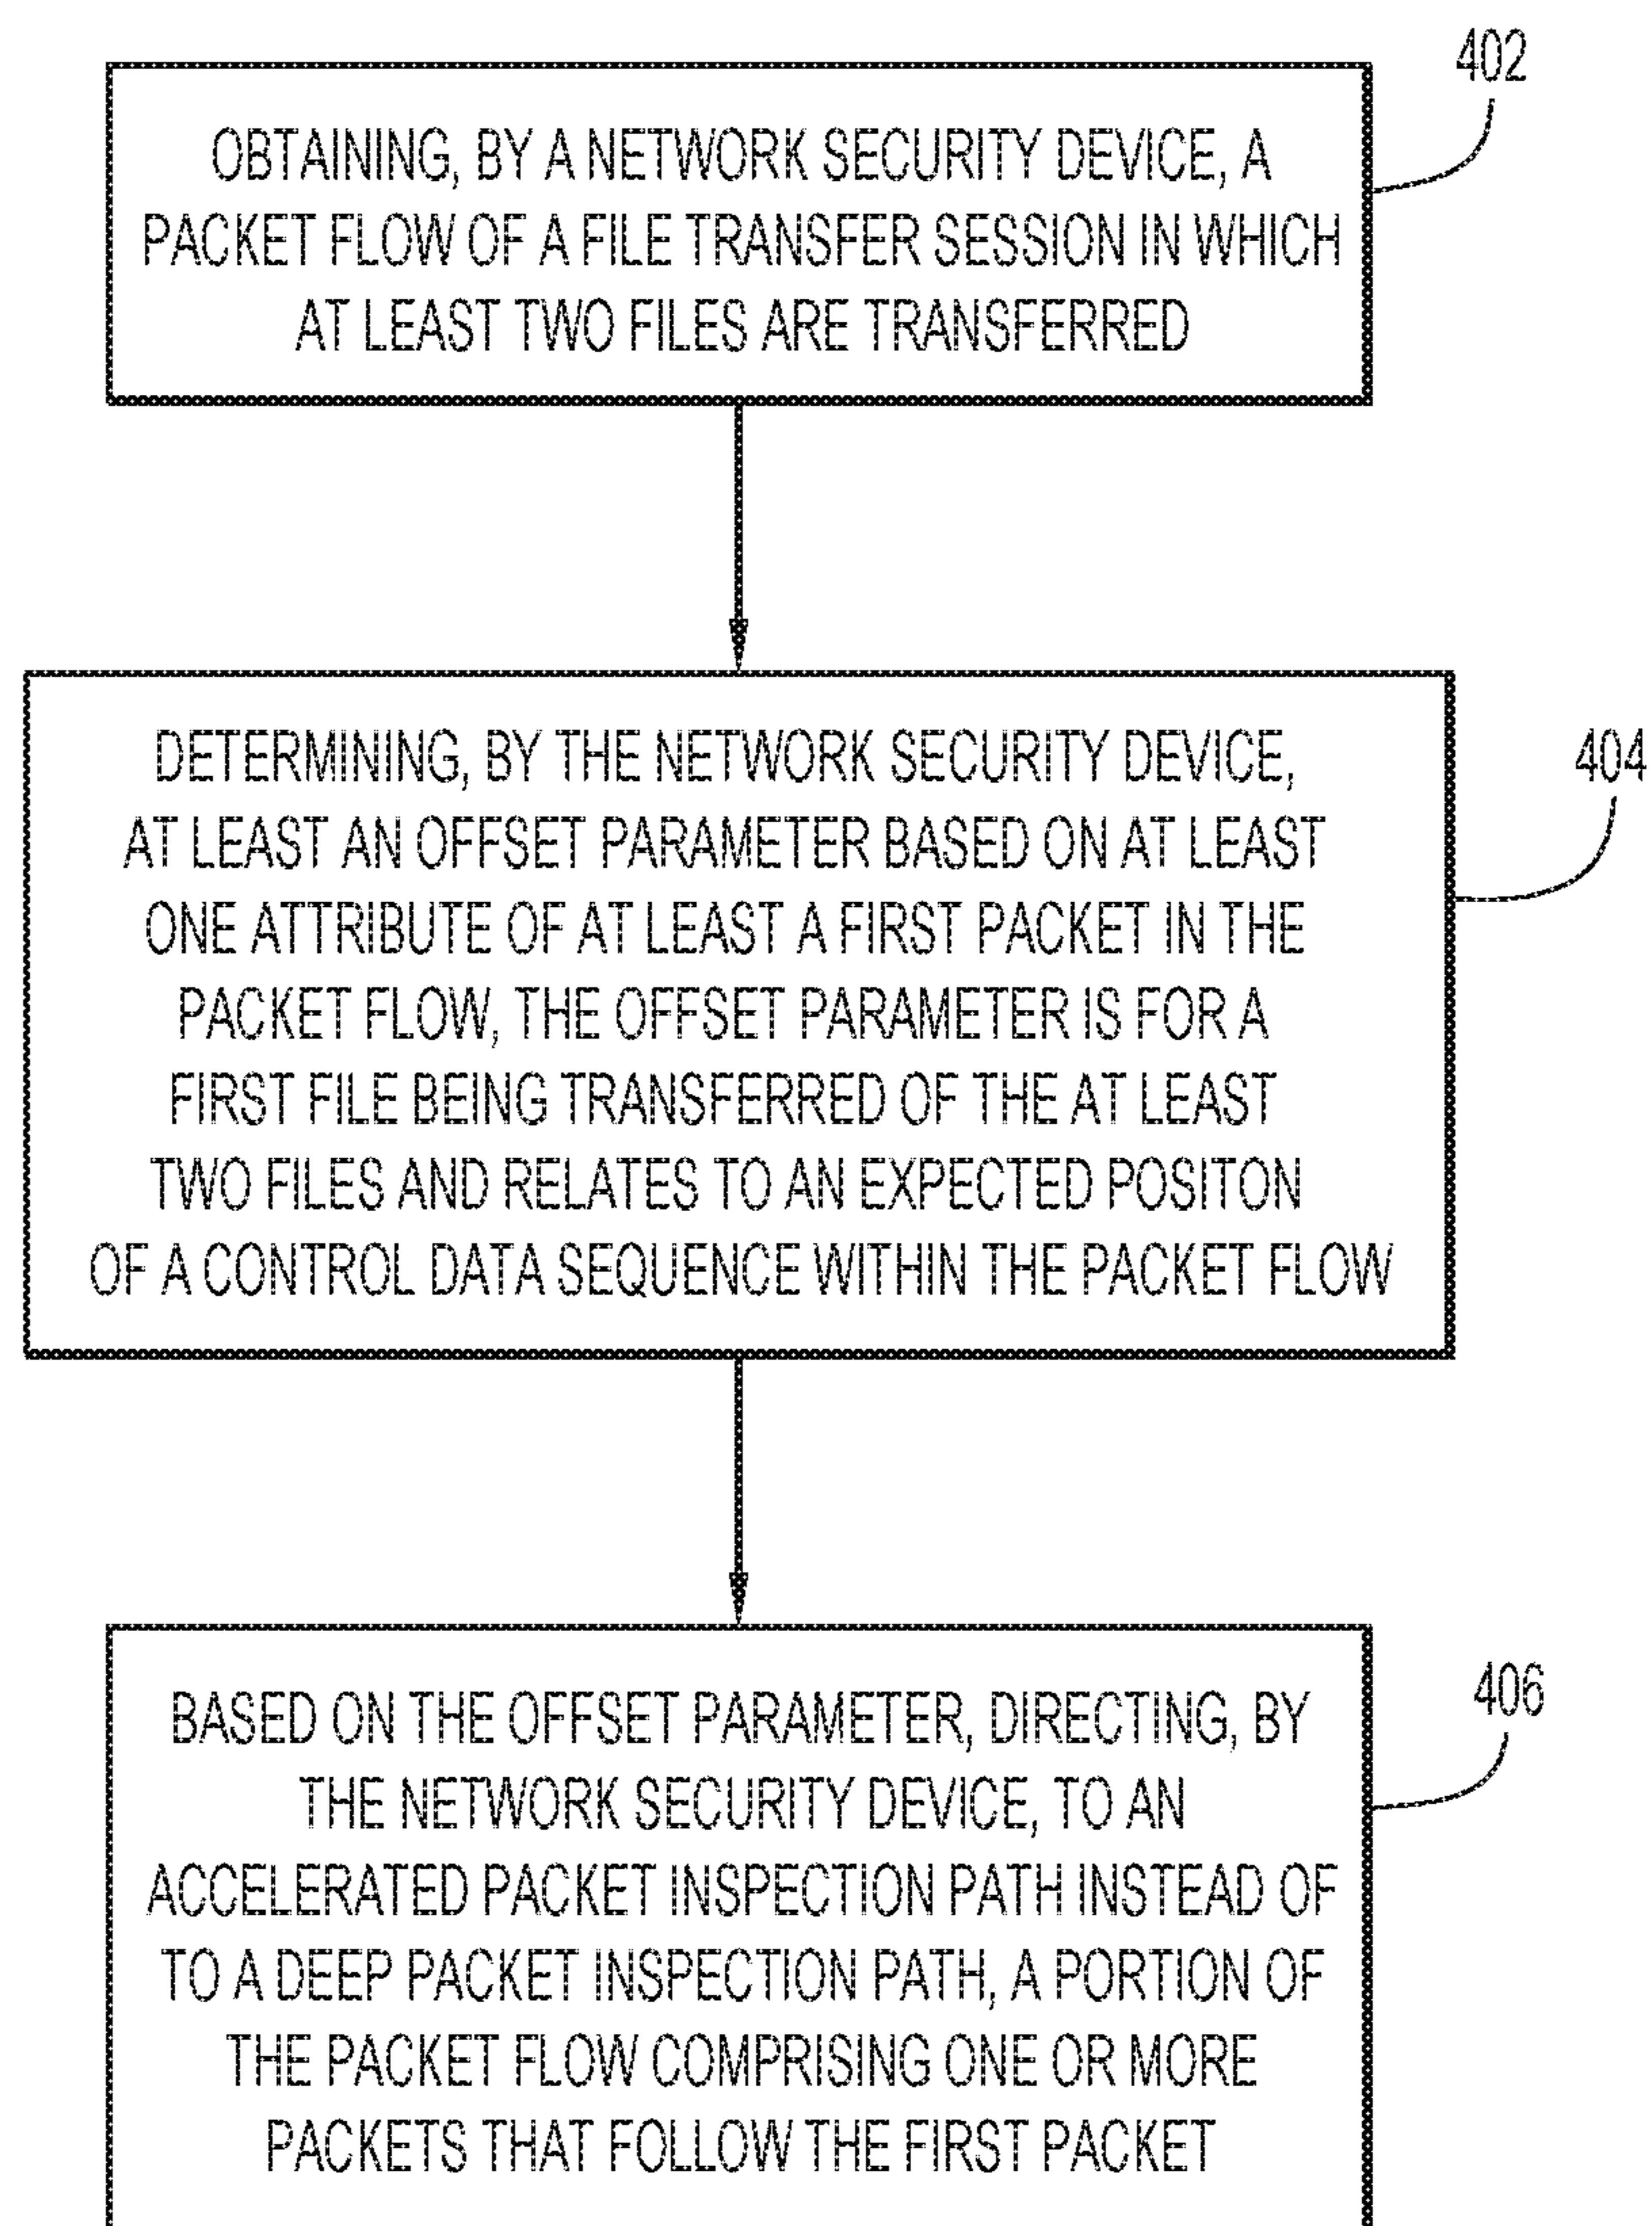 402
OBTAINING, BY A NETWORK SECURITY DEVICE, A
PACKET FLOW OF A FILE TRANSFER SESSION IN WHICH
AT LEAST TWO FILES ARE TRANSFERRED
404
DETERMINING, BY THE NETWORK SECURITY DEVICE,
AT LEAST AN OFFSET PARAMETER BASED ON AT LEAST
ONE ATTRIBUTE OF AT LEAST A FIRST PACKET IN THE
PACKET FLOW, THE OFFSET PARAMETER IS FOR A
FIRST FILE BEING TRANSFERRED OF THE AT LEAST
TWO FILES AND RELATES TO AN EXPECTED POSITON
OF A CONTROL DATA SEQUENCE WITHIN THE PACKET FLOW
406
BASED ON THE OFFSET PARAMETER, DIRECTING, BY
THE NETWORK SECURITY DEVICE, TO AN
ACCELERATED PACKET INSPECTION PATH INSTEAD OF
TO A DEEP PACKET INSPECTION PATH, A PORTION OF
THE PACKET FLOW COMPRISING ONE OR MORE
PACKETS THAT FOLLOW THE FIRST PACKET